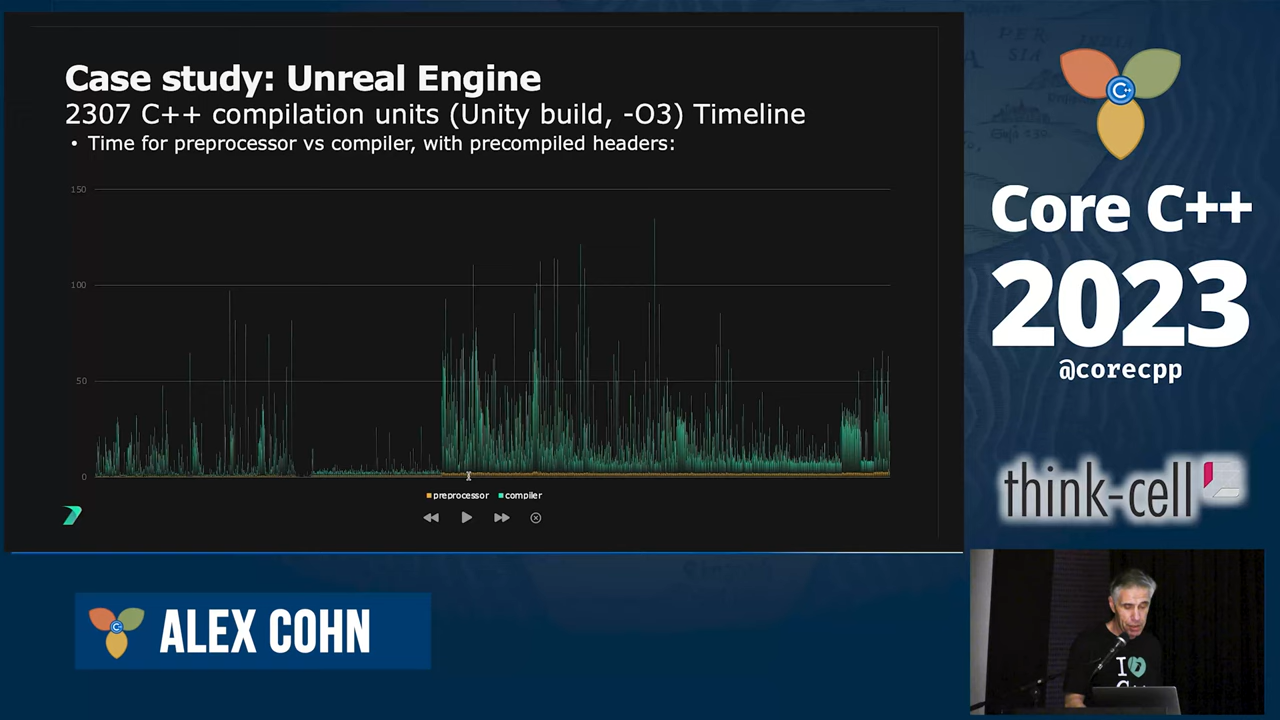 Case study: Unreal Engine
2307 C++ compilation units (Unity build, -O3) Timeline
• Time for preprocessor vs compiler, with precompiled headers:
150
100
50
0
preprocessor compiler
C++
Core C++
2023
@corecpp
think-cell
ALEX COHN
I